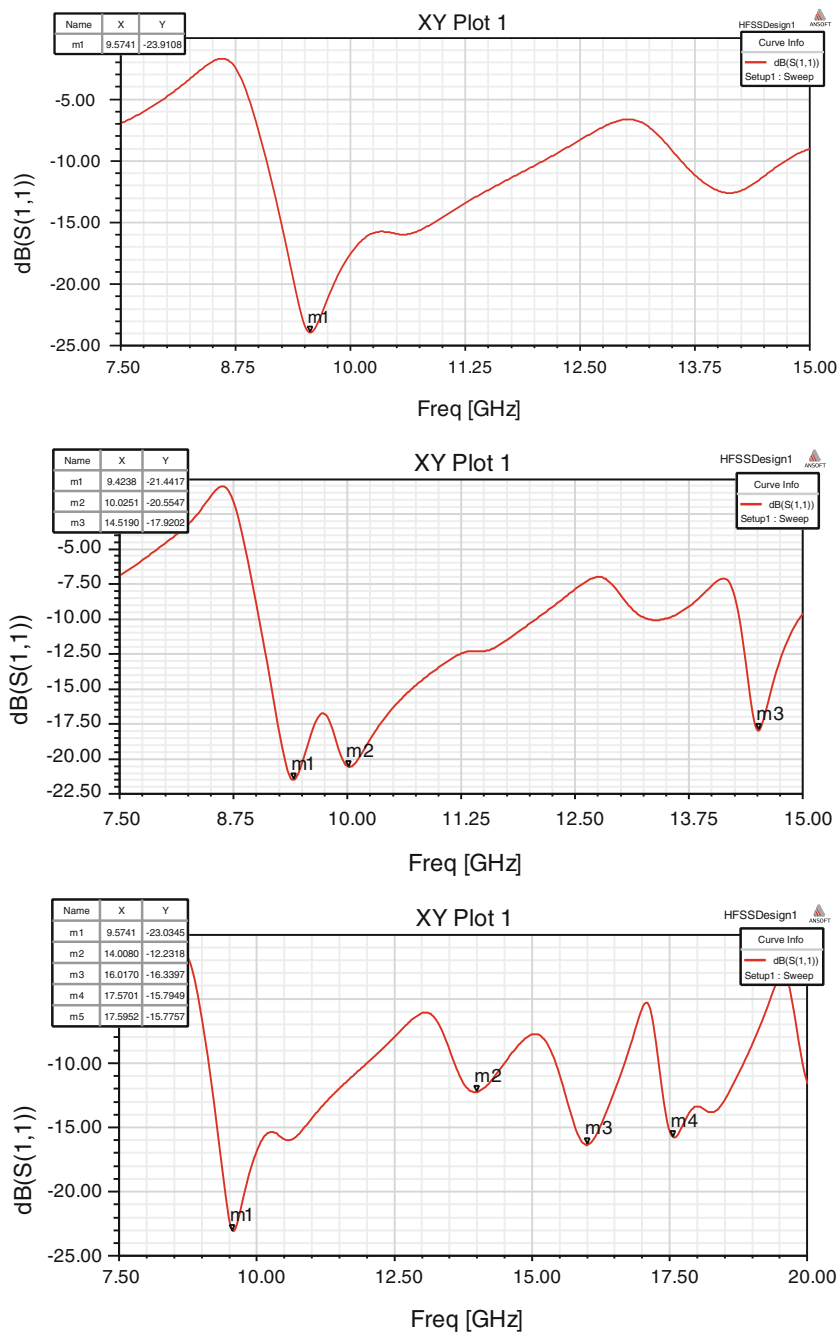 XY Plot 1
HFSSDesign1
ANSOFT
Name X Y
m1 9.5741 -23.9108
Curve Info
dB(S(1,1))
Setup1 : Sweep
-5.00
-10.00
-15.00
-20.00
-25.00
dB(S(1,1))
m1
7.50 8.75 10.00 11.25 12.50 13.75 15.00
Freq [GHz]
XY Plot 1
HFSSDesign1
ANSOFT
Name X Y
m1 9.4238 -21.4417
m2 10.0251 -20.5547
m3 14.5190 -17.9202
Curve Info
dB(S(1,1))
Setup1 : Sweep
-5.00
-7.50
-10.00
-12.50
-15.00
-17.50
-20.00
-22.50
dB(S(1,1))
m1 m2 m3
7.50 8.75 10.00 11.25 12.50 13.75 15.00
Freq [GHz]
XY Plot 1
HFSSDesign1
ANSOFT
Name X Y
m1 9.5741 -23.0345
m2 14.0080 -12.2318
m3 16.0170 -16.3397
m4 17.5701 -15.7949
m5 17.5952 -15.7757
Curve Info
dB(S(1,1))
Setup1 : Sweep
-10.00
-15.00
-20.00
-25.00
dB(S(1,1))
m1 m2 m3 m4
7.50 10.00 12.50 15.00 17.50 20.00
Freq [GHz]